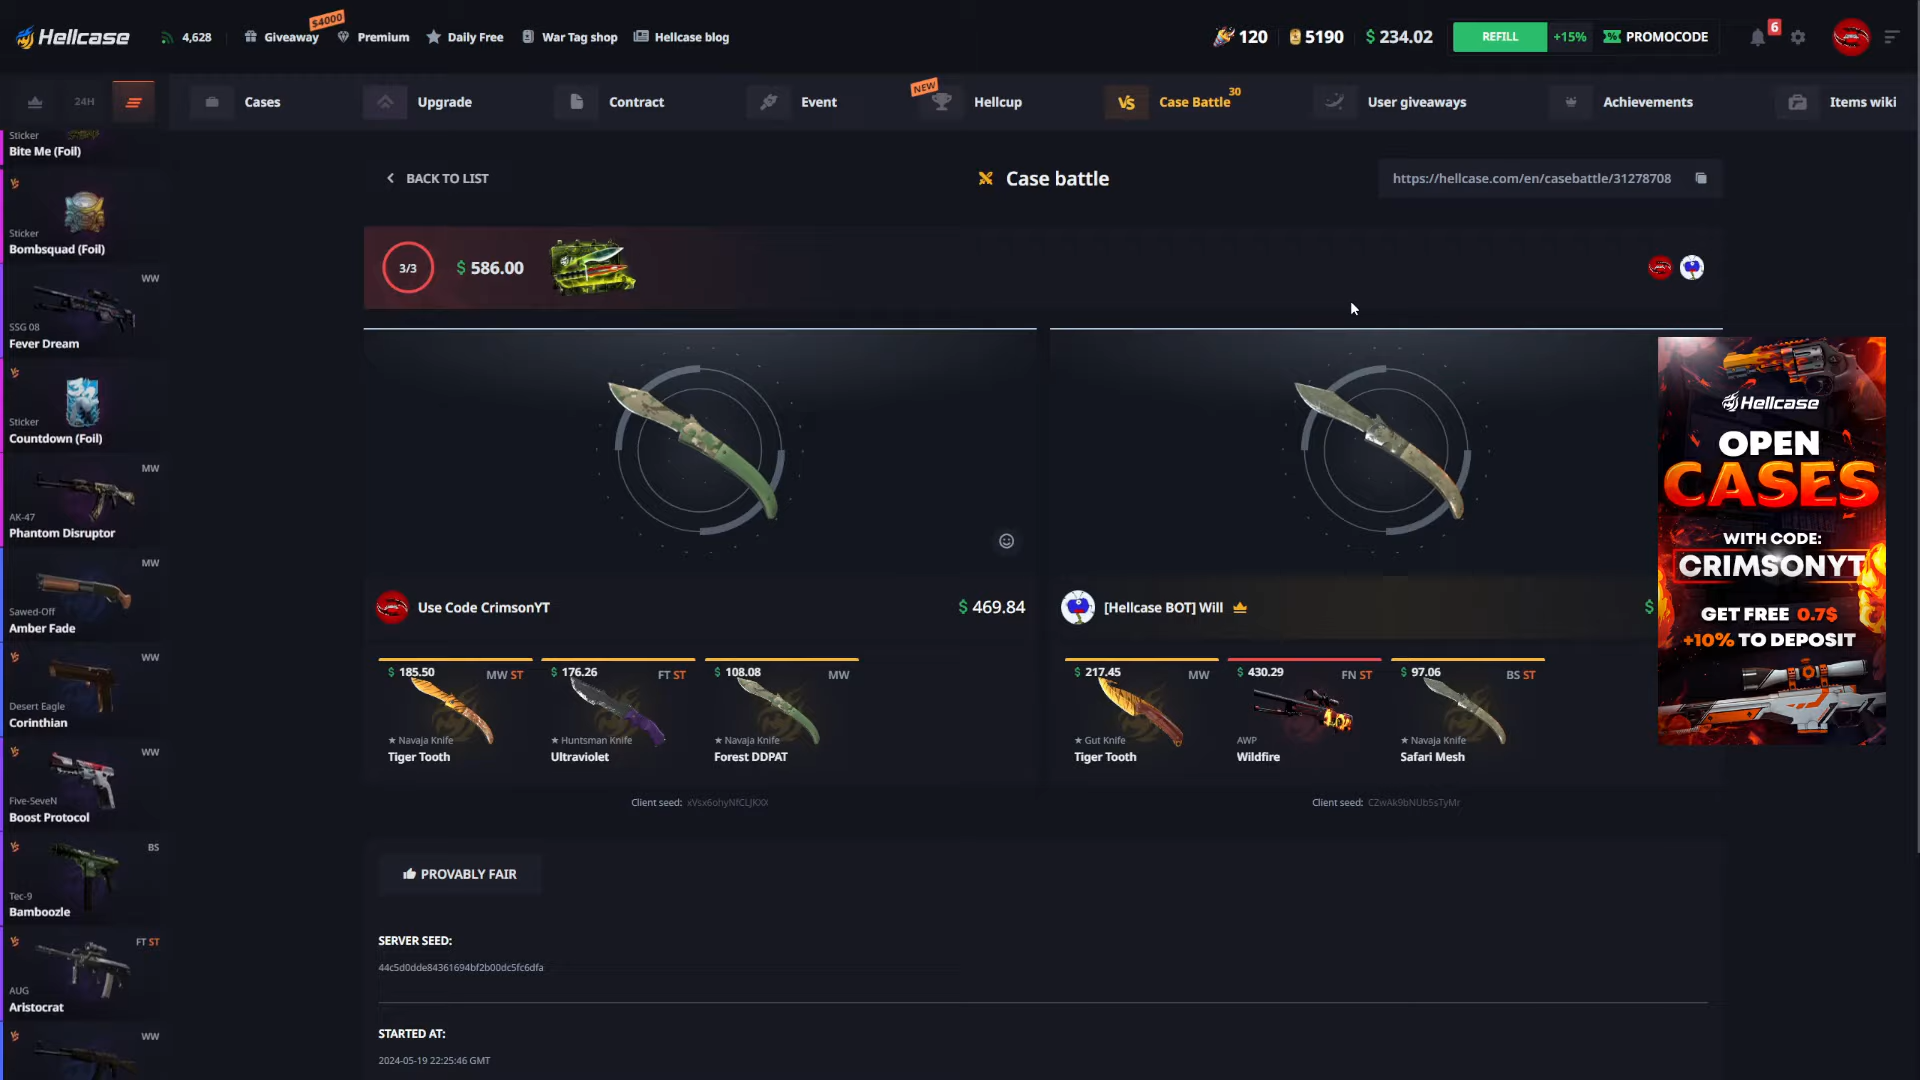 Hellcase
4,628
Giveaway
$4000
Premium
Daily Free
War Tag shop
Hellcase blog
120
5190
$ 234.02
REFILL
+15%
PROMOCODE
6
24H
Cases
Upgrade
Contract
Event
NEW
Hellcup
VS
Case Battle
30
User giveaways
Achievements
Items wiki
Sticker
Bite Me (Foil)
Sticker
Bombsquad (Foil)
WW
SSG 08
Fever Dream
Sticker
Countdown (Foil)
MW
AK-47
Phantom Disruptor
MW
Sawed-Off
Amber Fade
WW
Desert Eagle
Corinthian
WW
Five-SeveN
Boost Protocol
BS
Tec-9
Bamboozle
FT ST
AUG
Aristocrat
WW
BACK TO LIST
Case battle
https://hellcase.com/en/casebattle/31278708
3/3
$ 586.00
Use Code CrimsonYT
$ 469.84
[Hellcase BOT] Will
$
$ 185.50
MW ST
★ Navaja Knife
Tiger Tooth
$ 176.26
FT ST
★ Huntsman Knife
Ultraviolet
$ 108.08
MW
★ Navaja Knife
Forest DDPAT
$ 217.45
MW
★ Gut Knife
Tiger Tooth
$ 430.29
FN ST
AWP
Wildfire
$ 97.06
BS ST
★ Navaja Knife
Safari Mesh
Client seed: xVsx6ohyNfCLJKXX
Client seed: CZwAk9bNUb5sTyMr
PROVABLY FAIR
SERVER SEED:
44c5d0dde84361694bf2b00dc5fc6dfa
STARTED AT:
2024-05-19 22:25:46 GMT
Hellcase
OPEN
CASES
WITH CODE:
CRIMSONYT
GET FREE 0.7$
+10% TO DEPOSIT